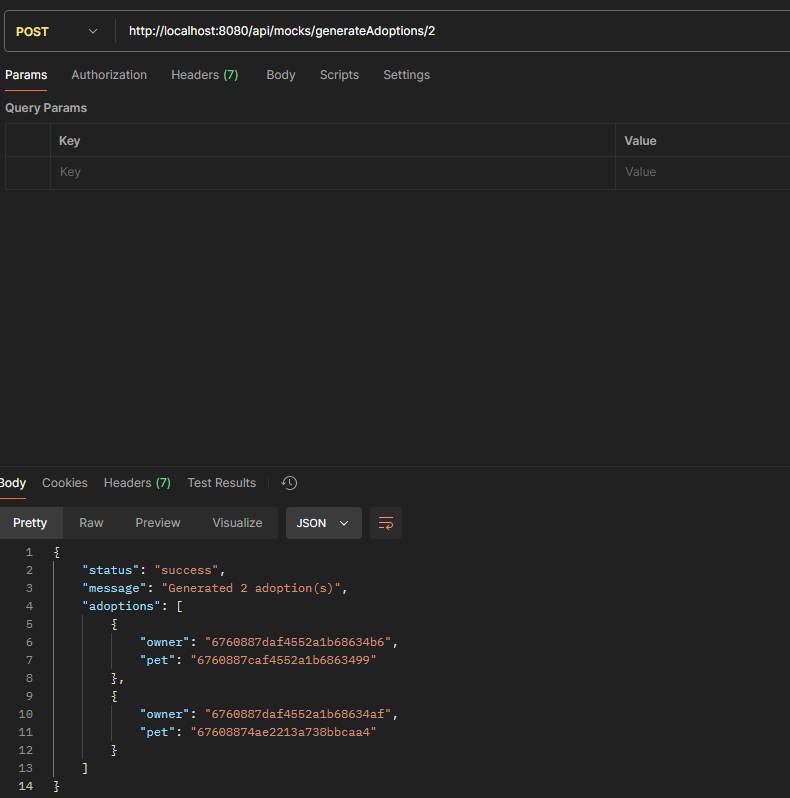 POST http://localhost:8080/api/mocks/generateAdoptions/2
Params Authorization Headers (7) Body Scripts Settings
Query Params
Key Value
Key Value
Body Cookies Headers (7) Test Results
Pretty Raw Preview Visualize JSON
1 {
2 "status": "success",
3 "message": "Generated 2 adoption(s)",
4 "adoptions": [
5 {
6 "owner": "6760887daf4552a1b68634b6",
7 "pet": "6760887caf4552a1b6863499"
8 },
9 {
10 "owner": "6760887daf4552a1b68634af",
11 "pet": "67608874ae2213a738bbcaa4"
12 }
13 ]
14 }